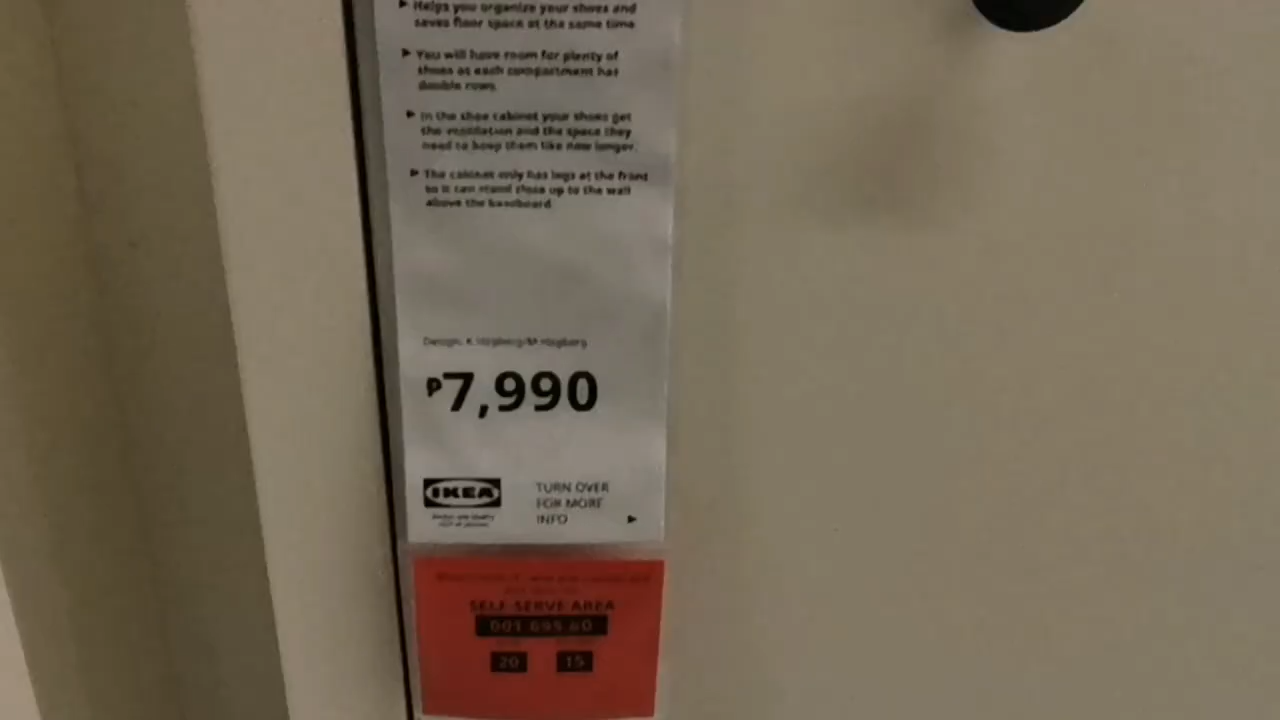 ▶ Helps you organize your shoes and
saves floor space at the same time.
▶ You will have room for plenty of
shoes as each compartment has
double rows.
▶ In the shoe cabinet your shoes get
the ventilation and the space they
need to keep them like new longer.
▶ The cabinet only has legs at the front
so it can stand close up to the wall
above the baseboard.
Design:
₱7,990
IKEA
TURN OVER
FOR MORE
INFO ▶
SELF SERVE AREA
001.695.60
20 15